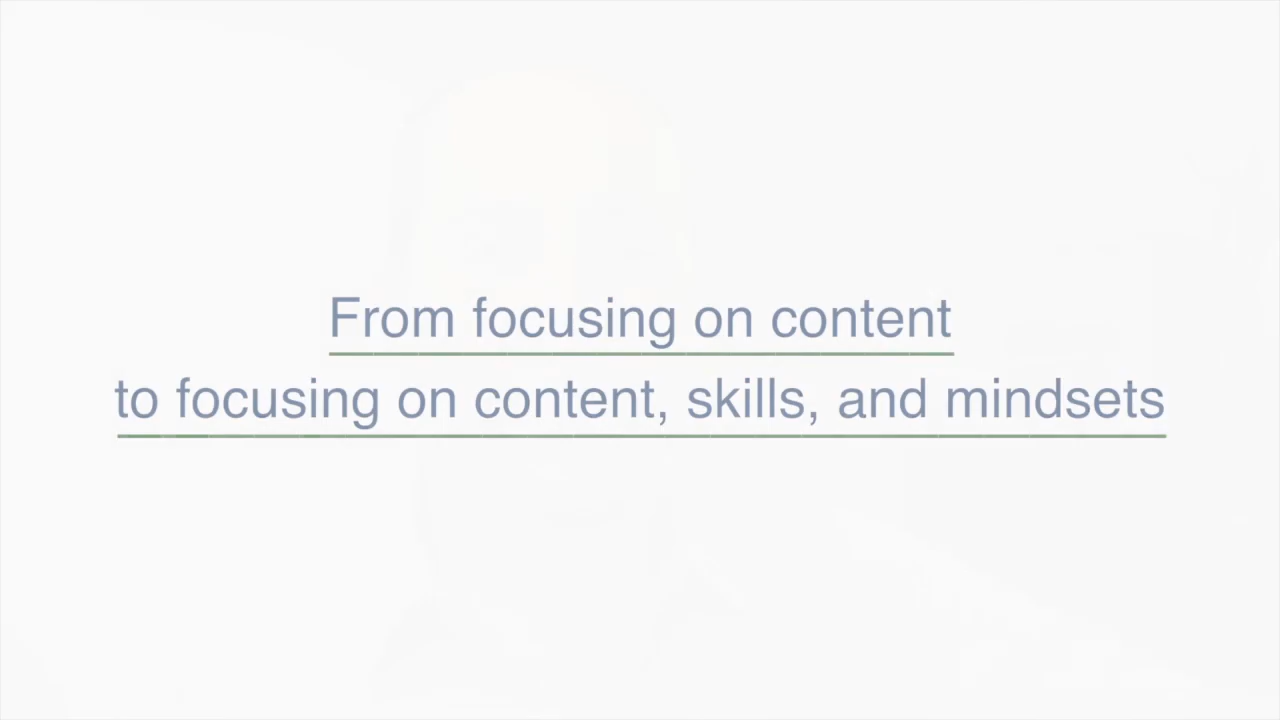 From focusing on content
to focusing on content, skills, and mindsets